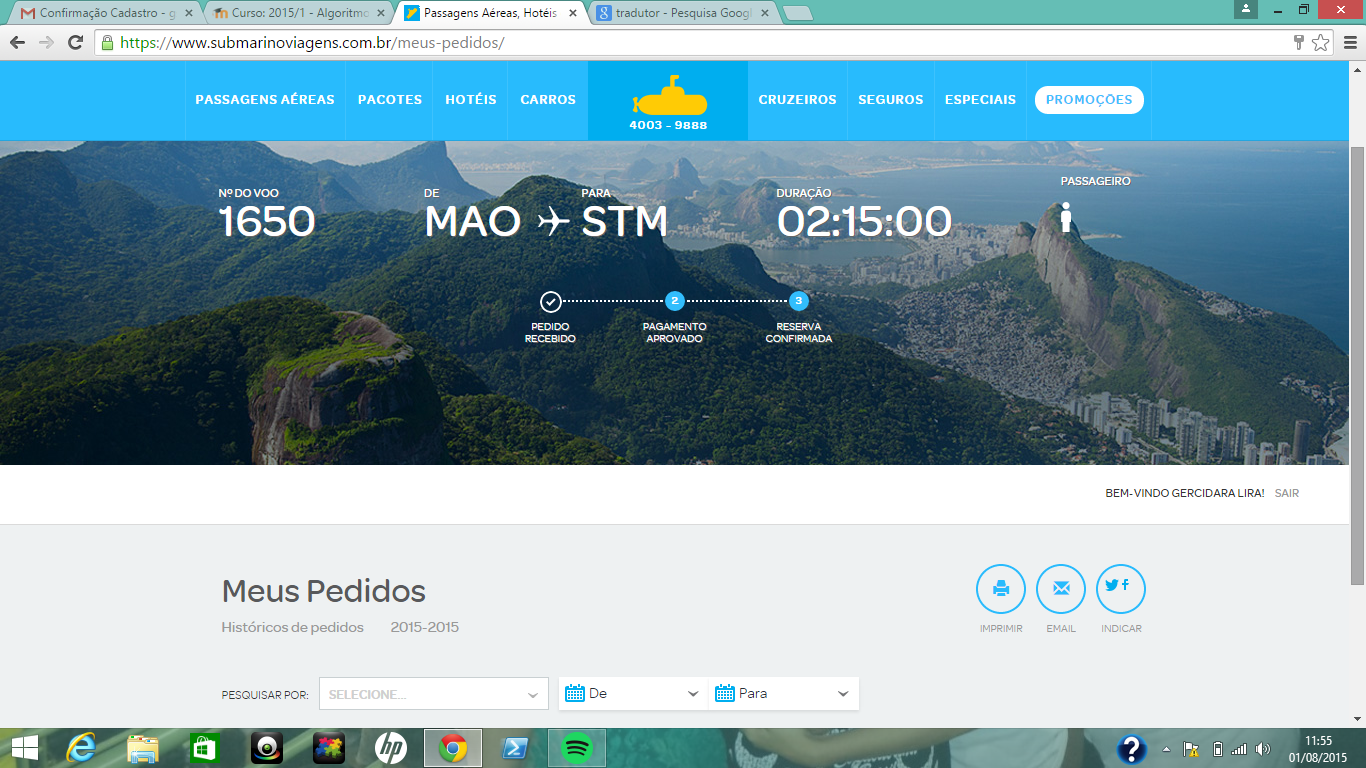 Confirmação Cadastro - g
Curso: 2015/1 - Algoritmo
Passagens Aéreas, Hotéis
tradutor - Pesquisa Googl
https://www.submarinoviagens.com.br/meus-pedidos/
PASSAGENS AÉREAS
PACOTES
HOTÉIS
CARROS
4003 - 9888
CRUZEIROS
SEGUROS
ESPECIAIS
PROMOÇÕES
Nº DO VOO
1650
DE
MAO
PARA
STM
DURAÇÃO
02:15:00
PASSAGEIRO
PEDIDO
RECEBIDO
2
PAGAMENTO
APROVADO
3
RESERVA
CONFIRMADA
BEM-VINDO GERCIDARA LIRA! SAIR
Meus Pedidos
Históricos de pedidos 2015-2015
IMPRIMIR
EMAIL
INDICAR
PESQUISAR POR:
SELECIONE...
De
Para
hp
11:55
01/08/2015